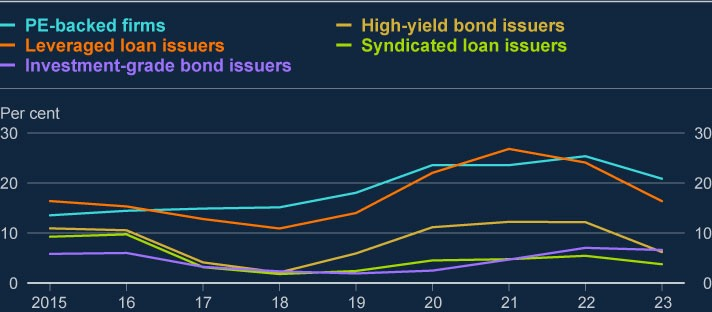 PE-backed firms
High-yield bond issuers
Leveraged loan issuers
Syndicated loan issuers
Investment-grade bond issuers
Per cent
30 30
20 20
10 10
0 0
2015 16 17 18 19 20 21 22 23